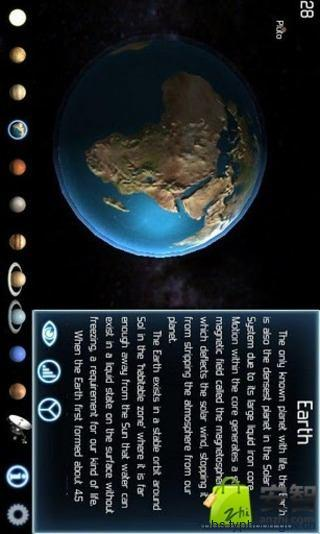 28
Pluto
Earth
The only known planet with life, the Earth
is also the densest planet in the Solar
System due to its large liquid iron core.
Motion within the core generates a
magnetic field called the magnetosphere
which deflects the solar wind, stopping
from stripping the atmosphere from our
planet.
The Earth exists in a stable orbit around
Sol in the "habitable zone" where it is far
enough away from the Sun that water can
exist in a liquid state on the surface without
freezing, a requirement for our kind of life.
When the Earth first formed about 4.5
安智
zhi